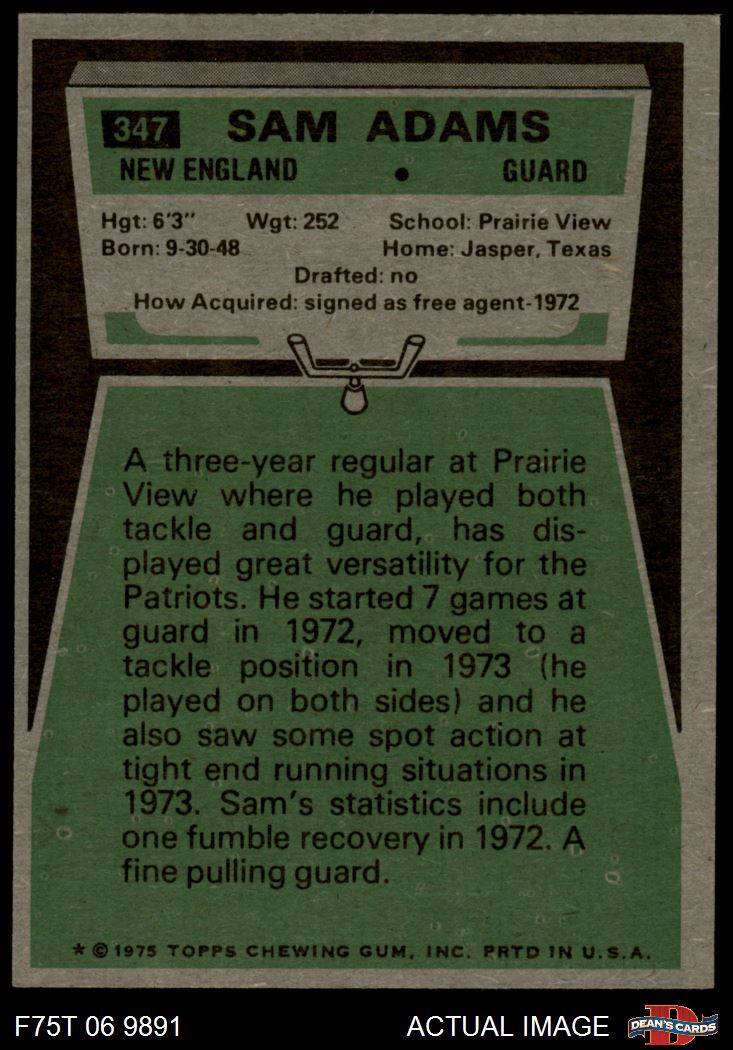 347 SAM ADAMS
NEW ENGLAND • GUARD
Hgt: 6'3" Wgt: 252 School: Prairie View
Born: 9-30-48 Home: Jasper, Texas
Drafted: no
How Acquired: signed as free agent-1972
A three-year regular at Prairie
View where he played both
tackle and guard, has dis-
played great versatility for the
Patriots. He started 7 games at
guard in 1972, moved to a
tackle position in 1973 (he
played on both sides) and he
also saw some spot action at
tight end running situations in
1973. Sam's statistics include
one fumble recovery in 1972. A
fine pulling guard.
* © 1975 TOPPS CHEWING GUM, INC. PRTD IN U.S.A.
F75T 06 9891 ACTUAL IMAGE D DEAN'S CARDS